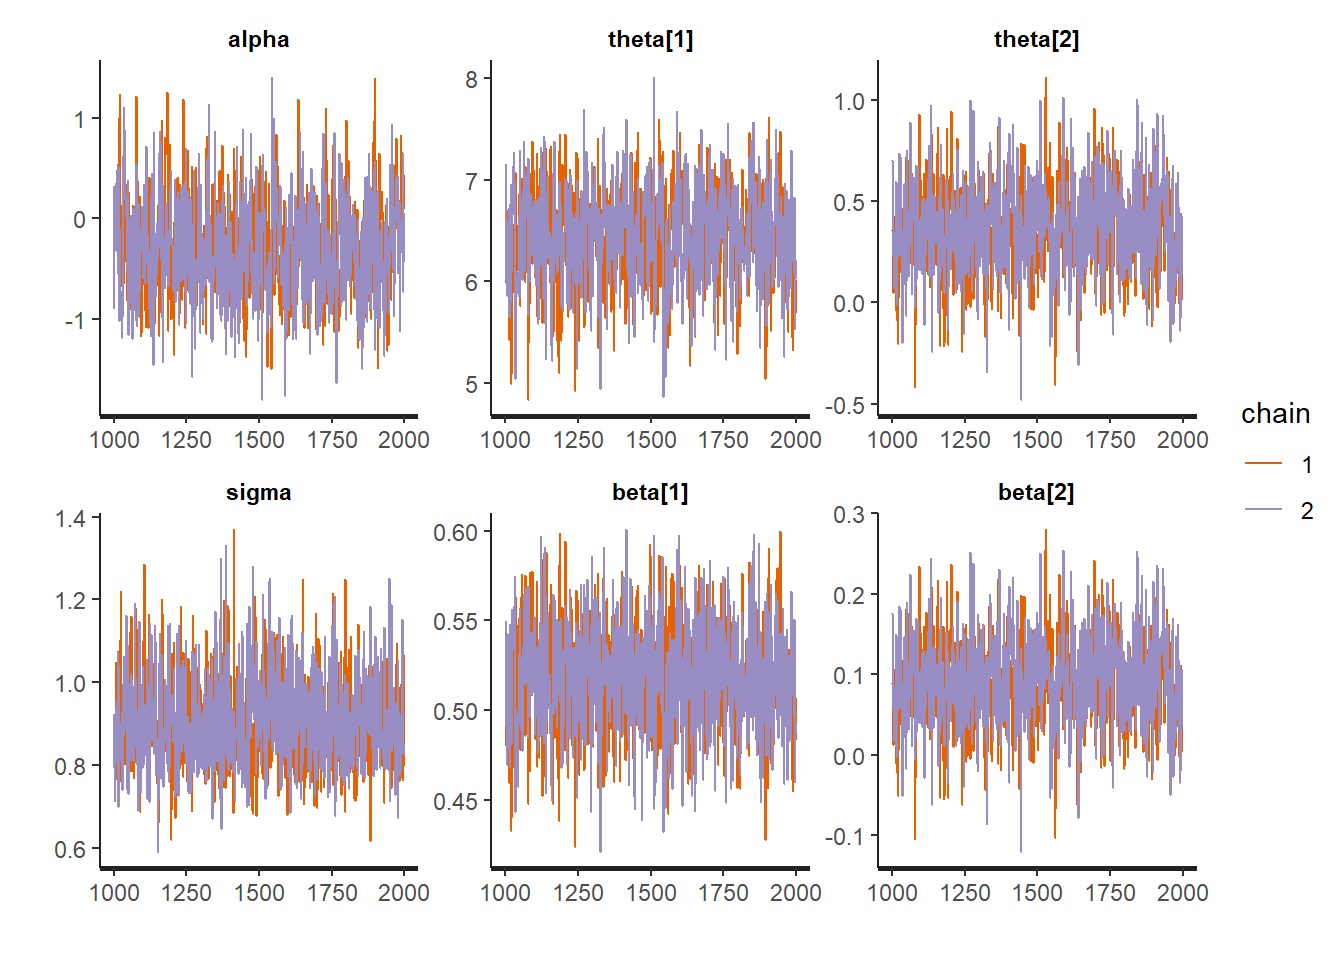 alpha theta[1] theta[2]
1 0 -1
8 7 6 5
1.0 0.5 0.0 -0.5
1000 1250 1500 1750 2000 1000 1250 1500 1750 2000 1000 1250 1500 1750 2000
chain
1
2
sigma beta[1] beta[2]
1.4 1.2 1.0 0.8 0.6
0.60 0.55 0.50 0.45
0.3 0.2 0.1 0.0 -0.1
1000 1250 1500 1750 2000 1000 1250 1500 1750 2000 1000 1250 1500 1750 2000